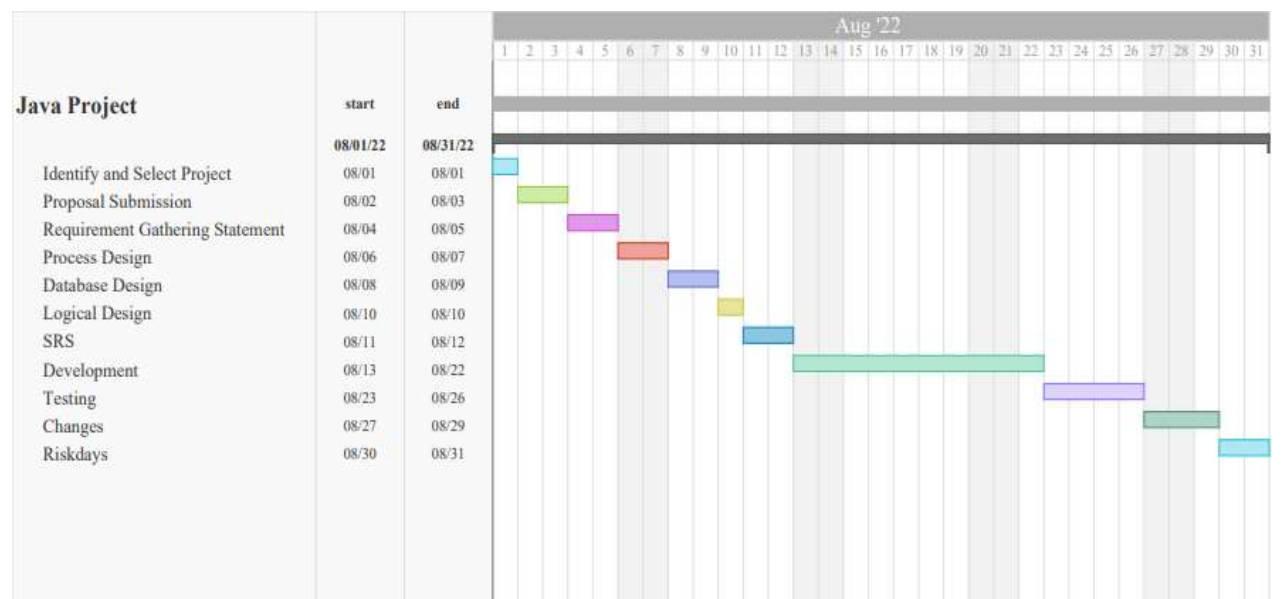 Aug '22
1 2 3 4 5 6 7 8 9 10 11 12 13 14 15 16 17 18 19 20 21 22 23 24 25 26 27 28 29 30 31
Java Project start end
08/01/22 08/31/22
Identify and Select Project 08/01 08/01
Proposal Submission 08/02 08/03
Requirement Gathering Statement 08/04 08/05
Process Design 08/06 08/07
Database Design 08/08 08/09
Logical Design 08/10 08/10
SRS 08/11 08/12
Development 08/13 08/22
Testing 08/23 08/26
Changes 08/27 08/29
Riskdays 08/30 08/31